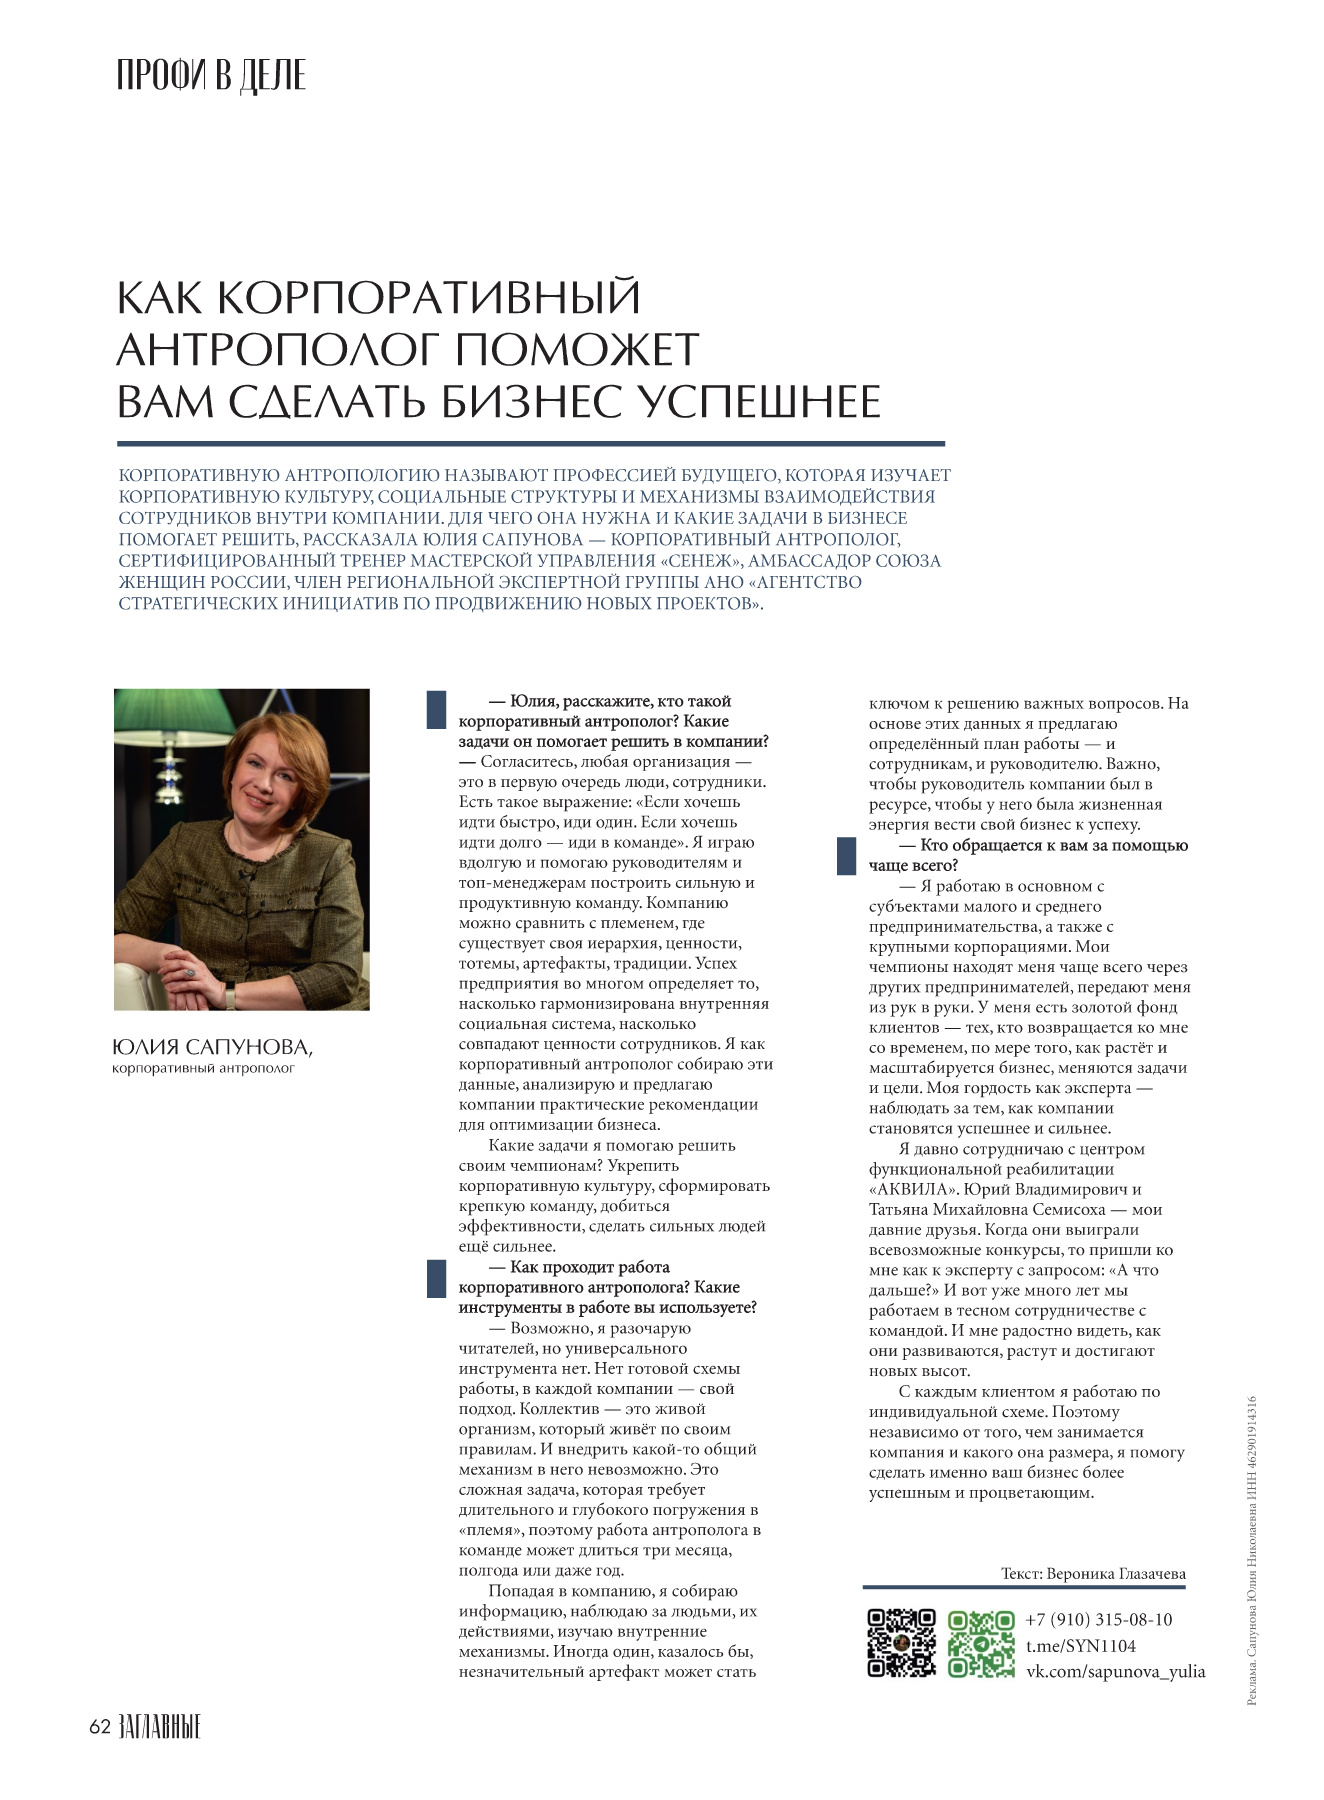 ПРОФИ В ДЕЛЕ
КАК КОРПОРАТИВНЫЙ
АНТРОПОЛОГ ПОМОЖЕТ
ВАМ СДЕЛАТЬ БИЗНЕС УСПЕШНЕЕ
КОРПОРАТИВНУЮ АНТРОПОЛОГИЮ НАЗЫВАЮТ ПРОФЕССИЕЙ БУДУЩЕГО, КОТОРАЯ ИЗУЧАЕТ
КОРПОРАТИВНУЮ КУЛЬТУРУ, СОЦИАЛЬНЫЕ СТРУКТУРЫ И МЕХАНИЗМЫ ВЗАИМОДЕЙСТВИЯ
СОТРУДНИКОВ ВНУТРИ КОМПАНИИ. ДЛЯ ЧЕГО ОНА НУЖНА И КАКИЕ ЗАДАЧИ В БИЗНЕСЕ
ПОМОГАЕТ РЕШИТЬ, РАССКАЗАЛА ЮЛИЯ САПУНОВА — КОРПОРАТИВНЫЙ АНТРОПОЛОГ,
СЕРТИФИЦИРОВАННЫЙ ТРЕНЕР МАСТЕРСКОЙ УПРАВЛЕНИЯ «СЕНЕЖ», АМБАССАДОР СОЮЗА
ЖЕНЩИН РОССИИ, ЧЛЕН РЕГИОНАЛЬНОЙ ЭКСПЕРТНОЙ ГРУППЫ АНО «АГЕНТСТВО
СТРАТЕГИЧЕСКИХ ИНИЦИАТИВ ПО ПРОДВИЖЕНИЮ НОВЫХ ПРОЕКТОВ».
ЮЛИЯ САПУНОВА,
корпоративный антрополог
— Юлия, расскажите, кто такой
корпоративный антрополог? Какие
задачи он помогает решить в компании?
— Согласитесь, любая организация —
это в первую очередь люди, сотрудники.
Есть такое выражение: «Если хочешь
идти быстро, иди один. Если хочешь
идти долго — иди в команде». Я играю
вдолгую и помогаю руководителям и
топ-менеджерам построить сильную и
продуктивную команду. Компанию
можно сравнить с племенем, где
существует своя иерархия, ценности,
тотемы, артефакты, традиции. Успех
предприятия во многом определяет то,
насколько гармонизирована внутренняя
социальная система, насколько
совпадают ценности сотрудников. Я как
корпоративный антрополог собираю эти
данные, анализирую и предлагаю
компании практические рекомендации
для оптимизации бизнеса.
Какие задачи я помогаю решить
своим чемпионам? Укрепить
корпоративную культуру, сформировать
крепкую команду, добиться
эффективности, сделать сильных людей
ещё сильнее.
— Как проходит работа
корпоративного антрополога? Какие
инструменты в работе вы используете?
— Возможно, я разочарую
читателей, но универсального
инструмента нет. Нет готовой схемы
работы, в каждой компании — свой
подход. Коллектив — это живой
организм, который живёт по своим
правилам. И внедрить какой-то общий
механизм в него невозможно. Это
сложная задача, которая требует
длительного и глубокого погружения в
«племя», поэтому работа антрополога в
команде может длиться три месяца,
полгода или даже год.
Попадая в компанию, я собираю
информацию, наблюдаю за людьми, их
действиями, изучаю внутренние
механизмы. Иногда один, казалось бы,
незначительный артефакт может стать
ключом к решению важных вопросов. На
основе этих данных я предлагаю
определённый план работы — и
сотрудникам, и руководителю. Важно,
чтобы руководитель компании был в
ресурсе, чтобы у него была жизненная
энергия вести свой бизнес к успеху.
— Кто обращается к вам за помощью
чаще всего?
— Я работаю в основном с
субъектами малого и среднего
предпринимательства, а также с
крупными корпорациями. Мои
чемпионы находят меня чаще всего через
других предпринимателей, передают меня
из рук в руки. У меня есть золотой фонд
клиентов — тех, кто возвращается ко мне
со временем, по мере того, как растёт и
масштабируется бизнес, меняются задачи
и цели. Моя гордость как эксперта —
наблюдать за тем, как компании
становятся успешнее и сильнее.
Я давно сотрудничаю с центром
функциональной реабилитации
«АКВИЛА». Юрий Владимирович и
Татьяна Михайловна Семисоха — мои
давние друзья. Когда они выиграли
всевозможные конкурсы, то пришли ко
мне как к эксперту с запросом: «А что
дальше?» И вот уже много лет мы
работаем в тесном сотрудничестве с
командой. И мне радостно видеть, как
они развиваются, растут и достигают
новых высот.
С каждым клиентом я работаю по
индивидуальной схеме. Поэтому
независимо от того, чем занимается
компания и какого она размера, я помогу
сделать именно ваш бизнес более
успешным и процветающим.
Текст: Вероника Глазачева
+7 (910) 315-08-10
t.me/SYN1104
vk.com/sapunova_yulia
Реклама. Сапунова Юлия Николаевна ИНН 462901914316
62 ЗАГЛАВНЫЕ